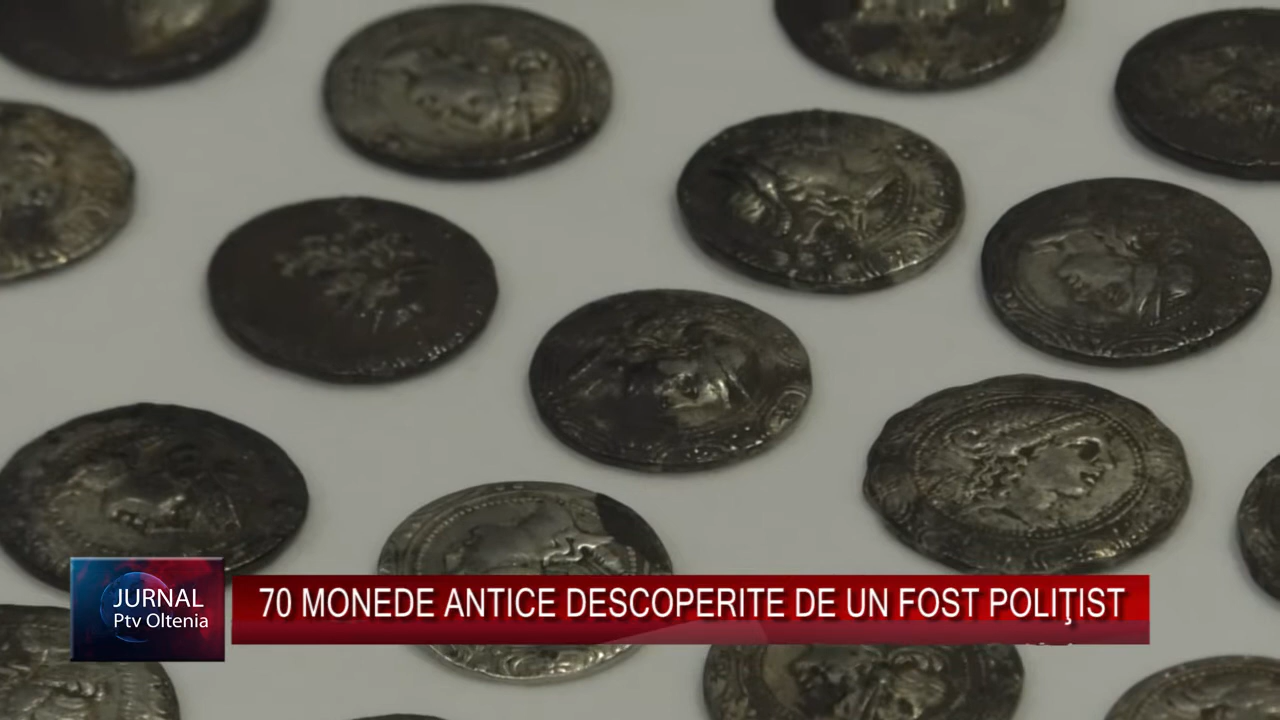 JURNAL
Ptv Oltenia
70 MONEDE ANTICE DESCOPERITE DE UN FOST POLIŢIST